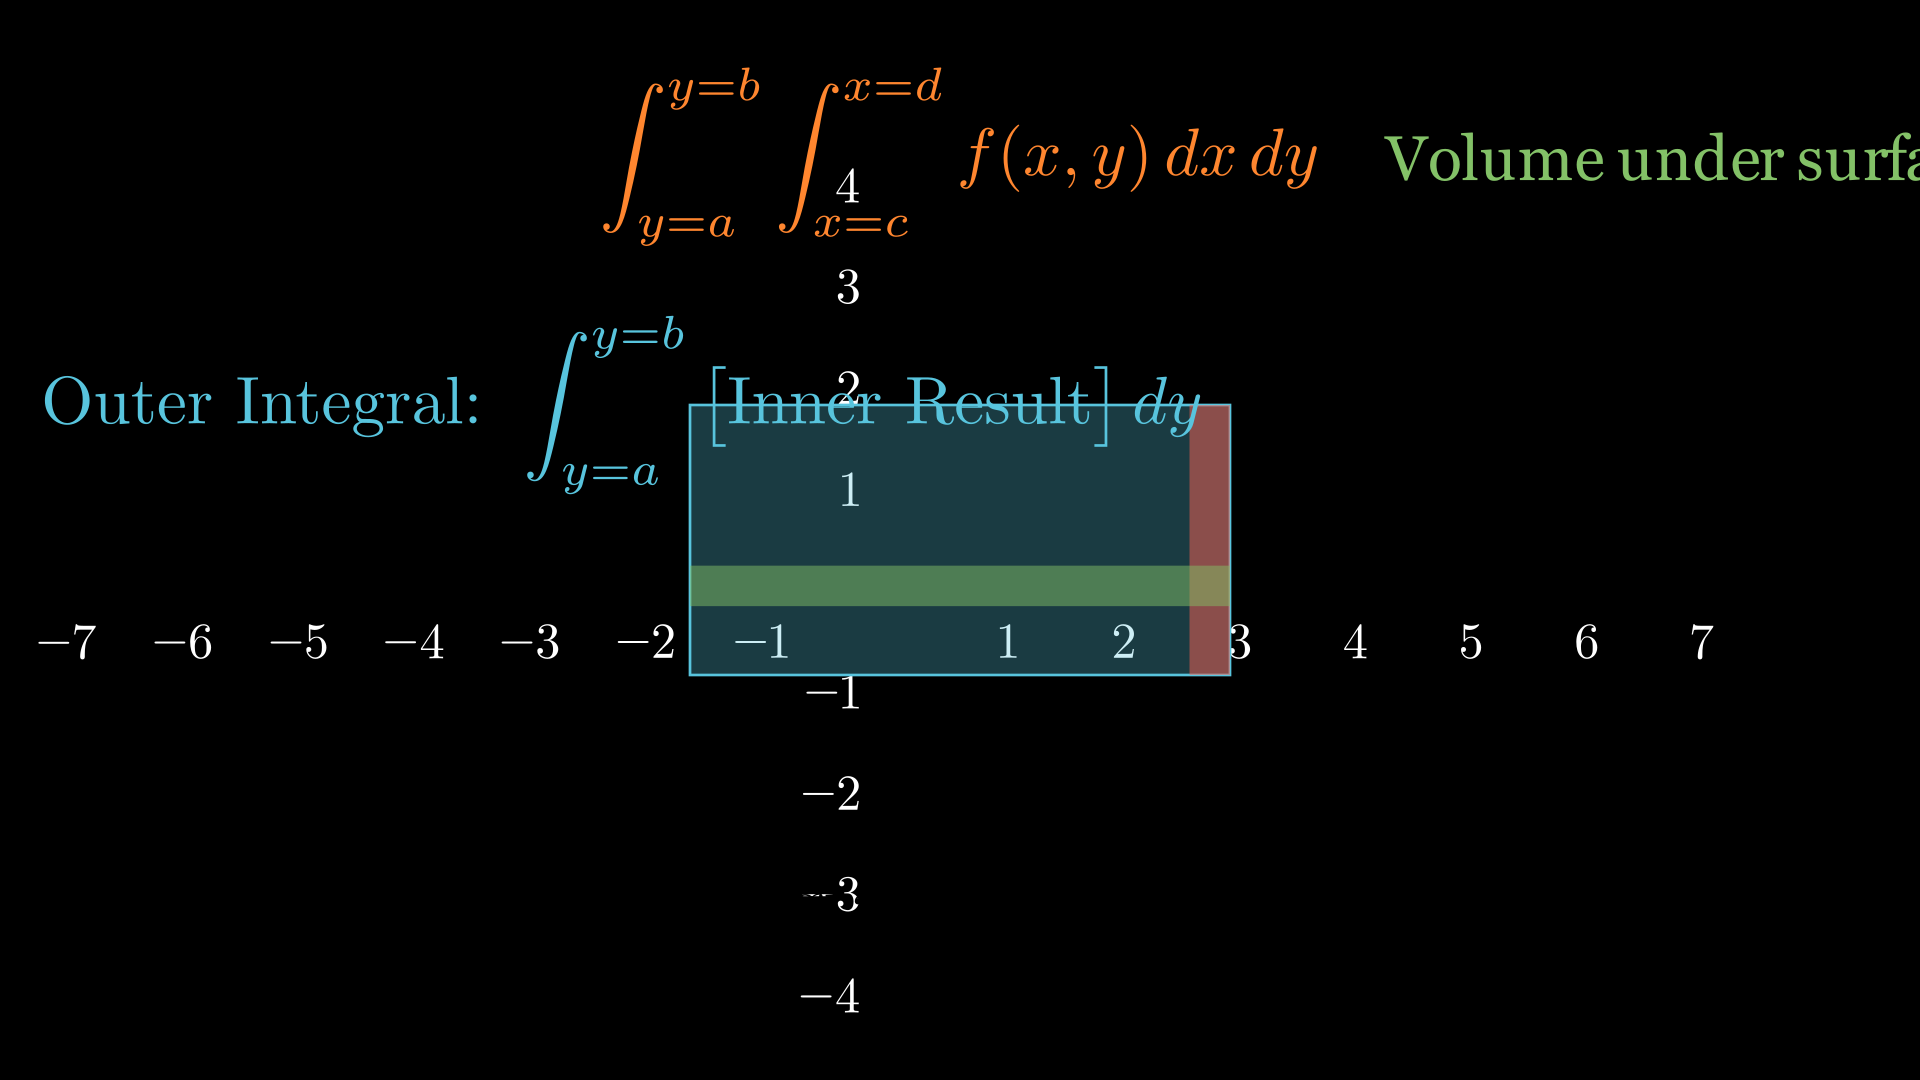 ∫_{y=a}^{y=b} ∫_{x=c}^{x=d} f(x, y) dx dy Volume under
4
3
Outer Integral: ∫_{y=a}^{y=b} [Inner Result] dy
2
1
−7 −6 −5 −4 −3 −2 −1 1 2 3 4 5 6 7
−1
−2
−3
−4